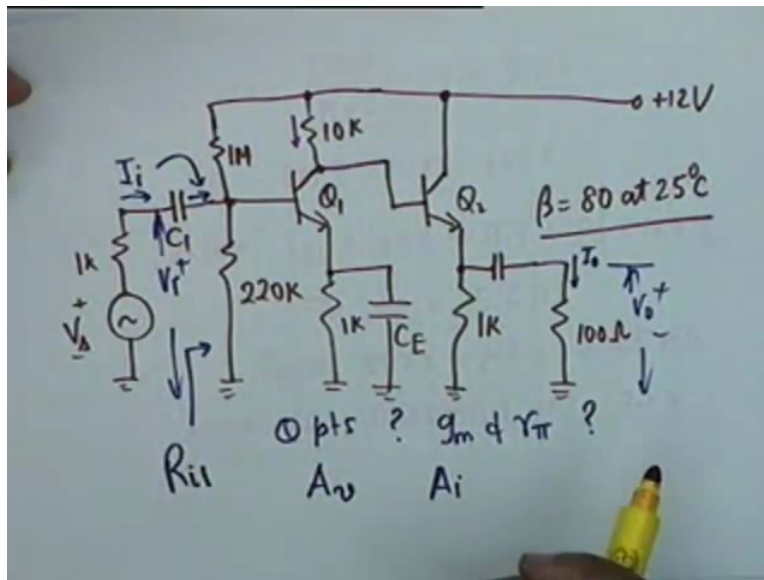 +12V
10K
1M
Ii
Q1
Q2
β = 80 at 25°C
C1
1K
Vi +
220K
Io
+
Vs
-
1K
CE
1K
100Ω
Vo +
-
Q pts ? gm & rπ ?
Ri1 Av Ai